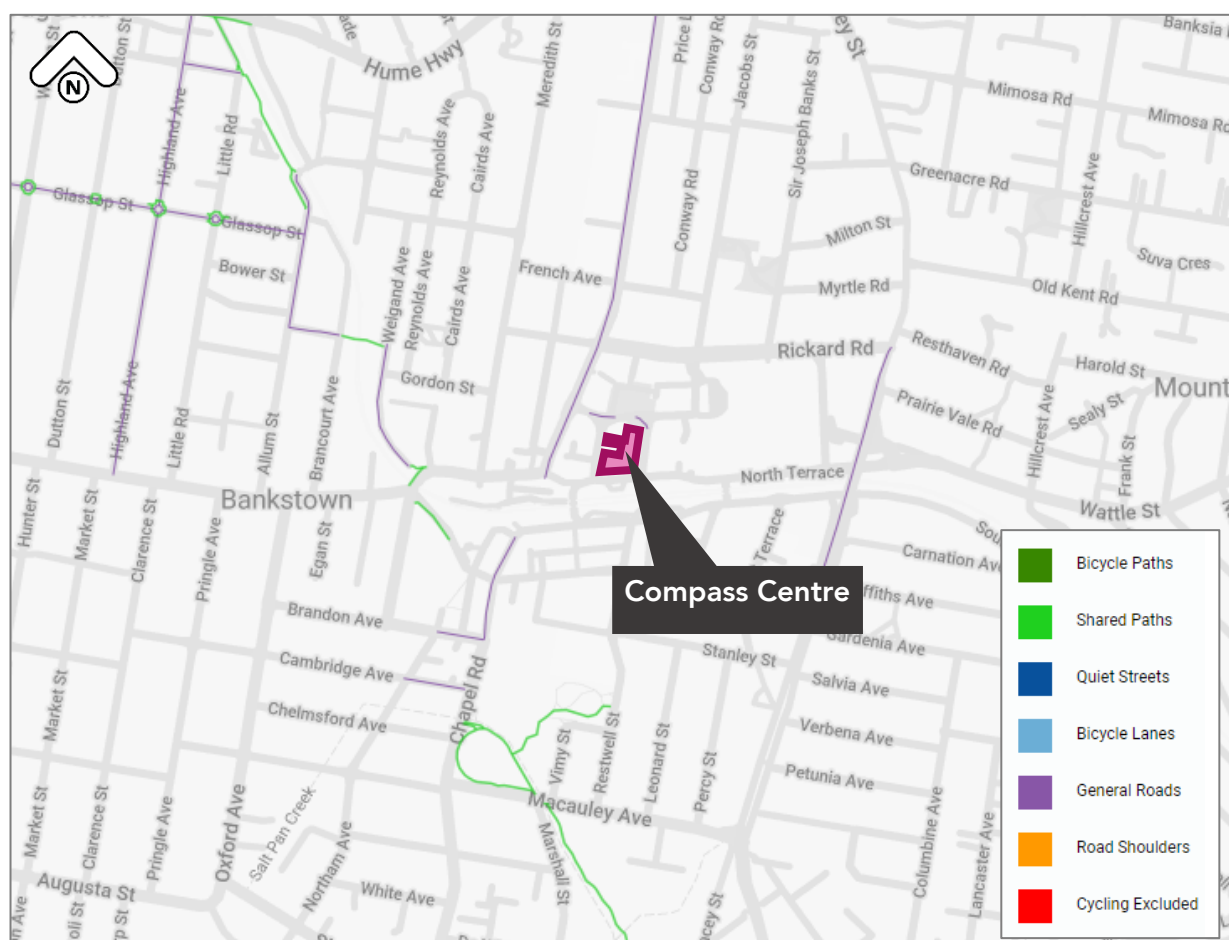 N
Hume Hwy
Meredith St
Conway Rd
Jacobs St
Sir Joseph Banks St
Mimosa Rd
Mimosa Rd
Highland Ave
Little Rd
Reynolds Ave
Cairds Ave
Greenacre Rd
Hillcrest Ave
Glassop St
Glassop St
Conway Rd
Milton St
Bower St
Weigand Ave
Reynolds Ave
Cairds Ave
French Ave
Myrtle Rd
Suva Cres
Old Kent Rd
Rickard Rd
Resthaven Rd
Harold St
Mount
Gordon St
Dutton St
Highland Ave
Little Rd
Allum St
Brancourt Ave
Prairie Vale Rd
Hillcrest Ave
Sealy St
Frank St
North Terrace
Wattle St
Bankstown
Hunter St
Market St
Clarence St
Pringle Ave
Egan St
Terrace
Carnation Ave
Compass Centre
Brandon Ave
Gardenia Ave
Stanley St
Cambridge Ave
Salvia Ave
Chelmsford Ave
Chapel Rd
Verbena Ave
Market St
Vimy St
Restwell St
Leonard St
Percy St
Petunia Ave
Macauley Ave
Market St
Clarence St
Pringle Ave
Oxford Ave
Salt Pan Creek
Northam Ave
Marshall St
Columbine Ave
Lancaster Ave
Augusta St
White Ave
Bicycle Paths
Shared Paths
Quiet Streets
Bicycle Lanes
General Roads
Road Shoulders
Cycling Excluded